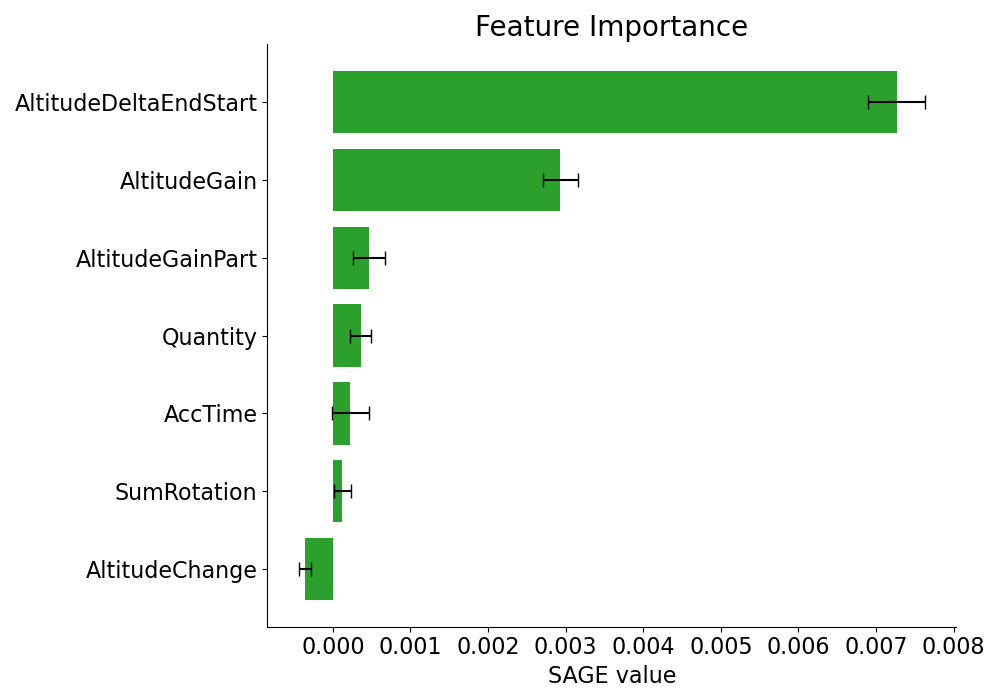 Feature Importance
AltitudeDeltaEndStart
AltitudeGain
AltitudeGainPart
Quantity
AccTime
SumRotation
AltitudeChange
0.000 0.001 0.002 0.003 0.004 0.005 0.006 0.007 0.008
SAGE value